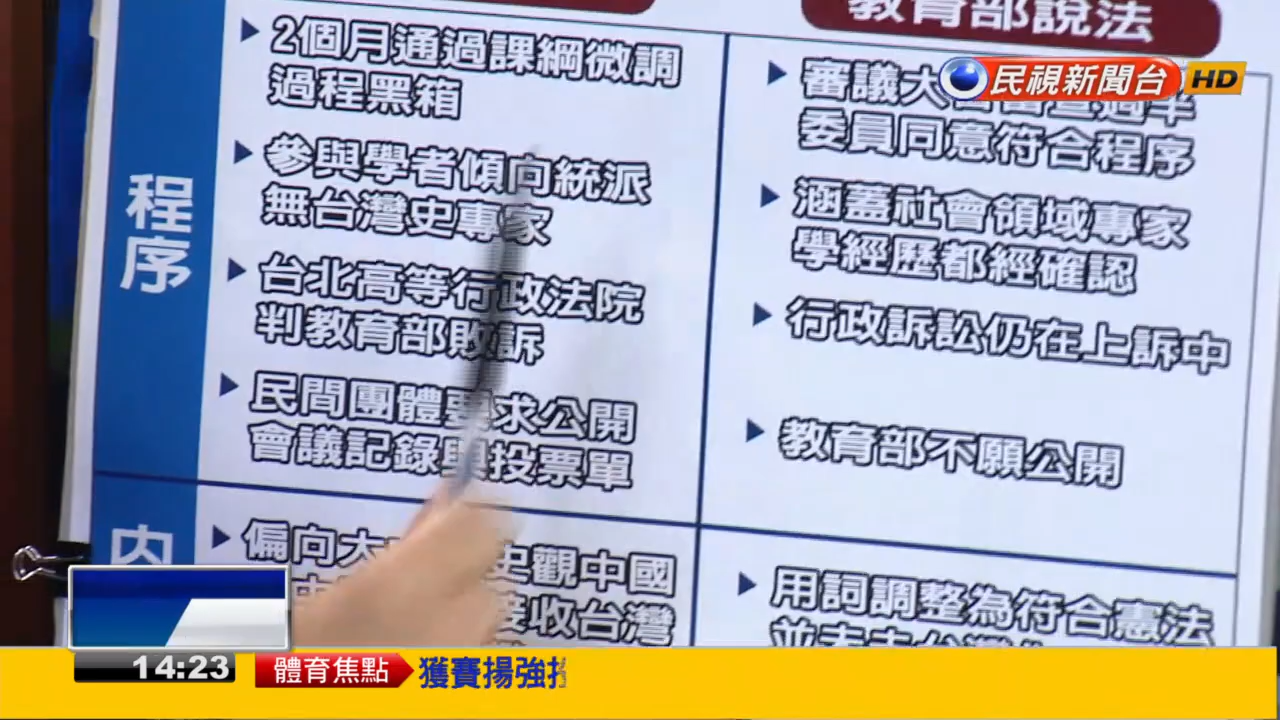 教育部說法
民視新聞台 HD
程序
2個月通過課綱微調
過程黑箱
參與學者傾向統派
無台灣史專家
台北高等行政法院
判教育部敗訴
民間團體要求公開
會議記錄與投票單
審議大
委員同意符合程序
涵蓋社會領域專家
學經歷都經確認
行政訴訟仍在上訴中
教育部不願公開
內
偏向大 史觀中國
接收台灣
用詞調整為符合憲法
14:23
體育焦點
獲賽揚強